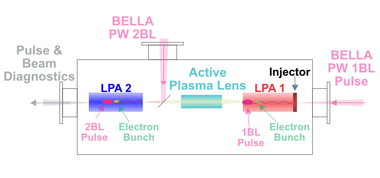 BELLA
PW 2BL
Pulse &
Beam
Diagnostics
LPA 2
Active
Plasma Lens
Injector
LPA 1
BELLA
PW 1BL
Pulse
2BL
Pulse
Electron
Bunch
1BL
Pulse
Electron
Bunch